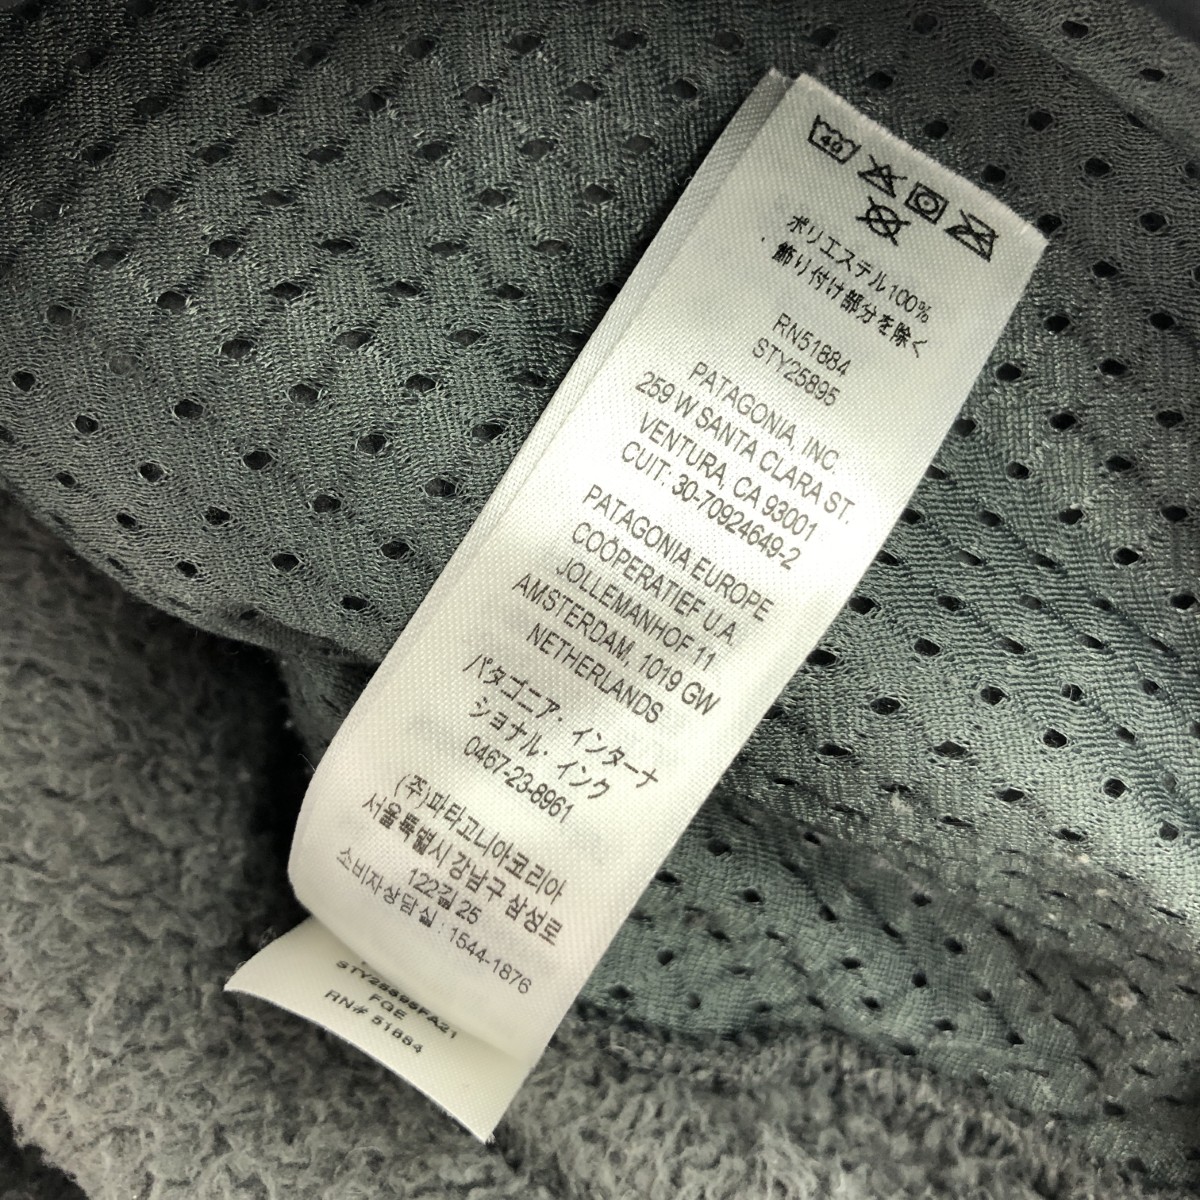 40
ポリエステル100%
・飾り付け部分を除く
RN51884
STY25895
PATAGONIA, INC.
259 W SANTA CLARA ST.
VENTURA, CA 93001
CUIT: 30-70924649-2
PATAGONIA EUROPE
COÖPERATIEF U.A.
JOLLEMANHOF 11
AMSTERDAM, 1019 GW
NETHERLANDS
パタゴニア・インターナ
ショナル・インク
0467-23-8961
(주)파타고니아코리아
서울특별시 강남구 삼성로
122길 25
소비자상담실 : 1544-1876
STY25895FA21
FGE
RN# 51884